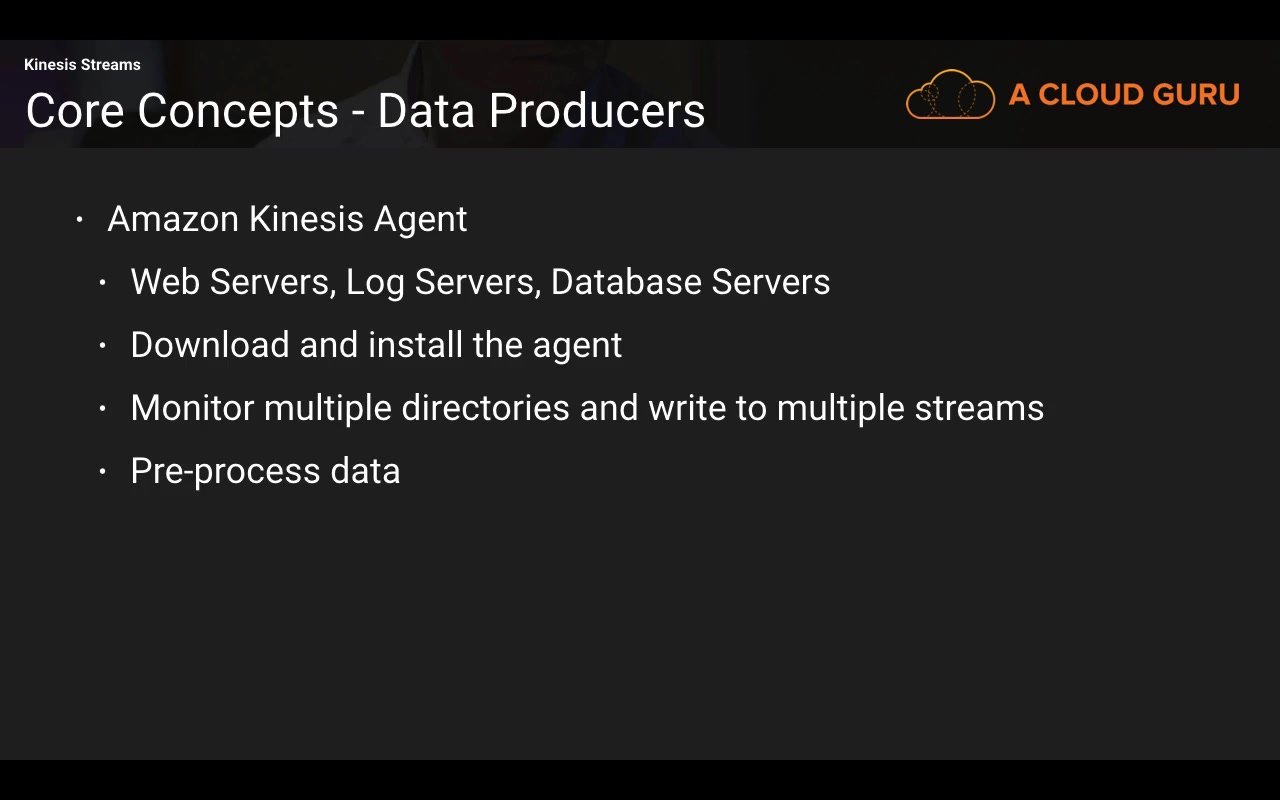 Kinesis Streams
Core Concepts - Data Producers
A CLOUD GURU
• Amazon Kinesis Agent
• Web Servers, Log Servers, Database Servers
• Download and install the agent
• Monitor multiple directories and write to multiple streams
• Pre-process data